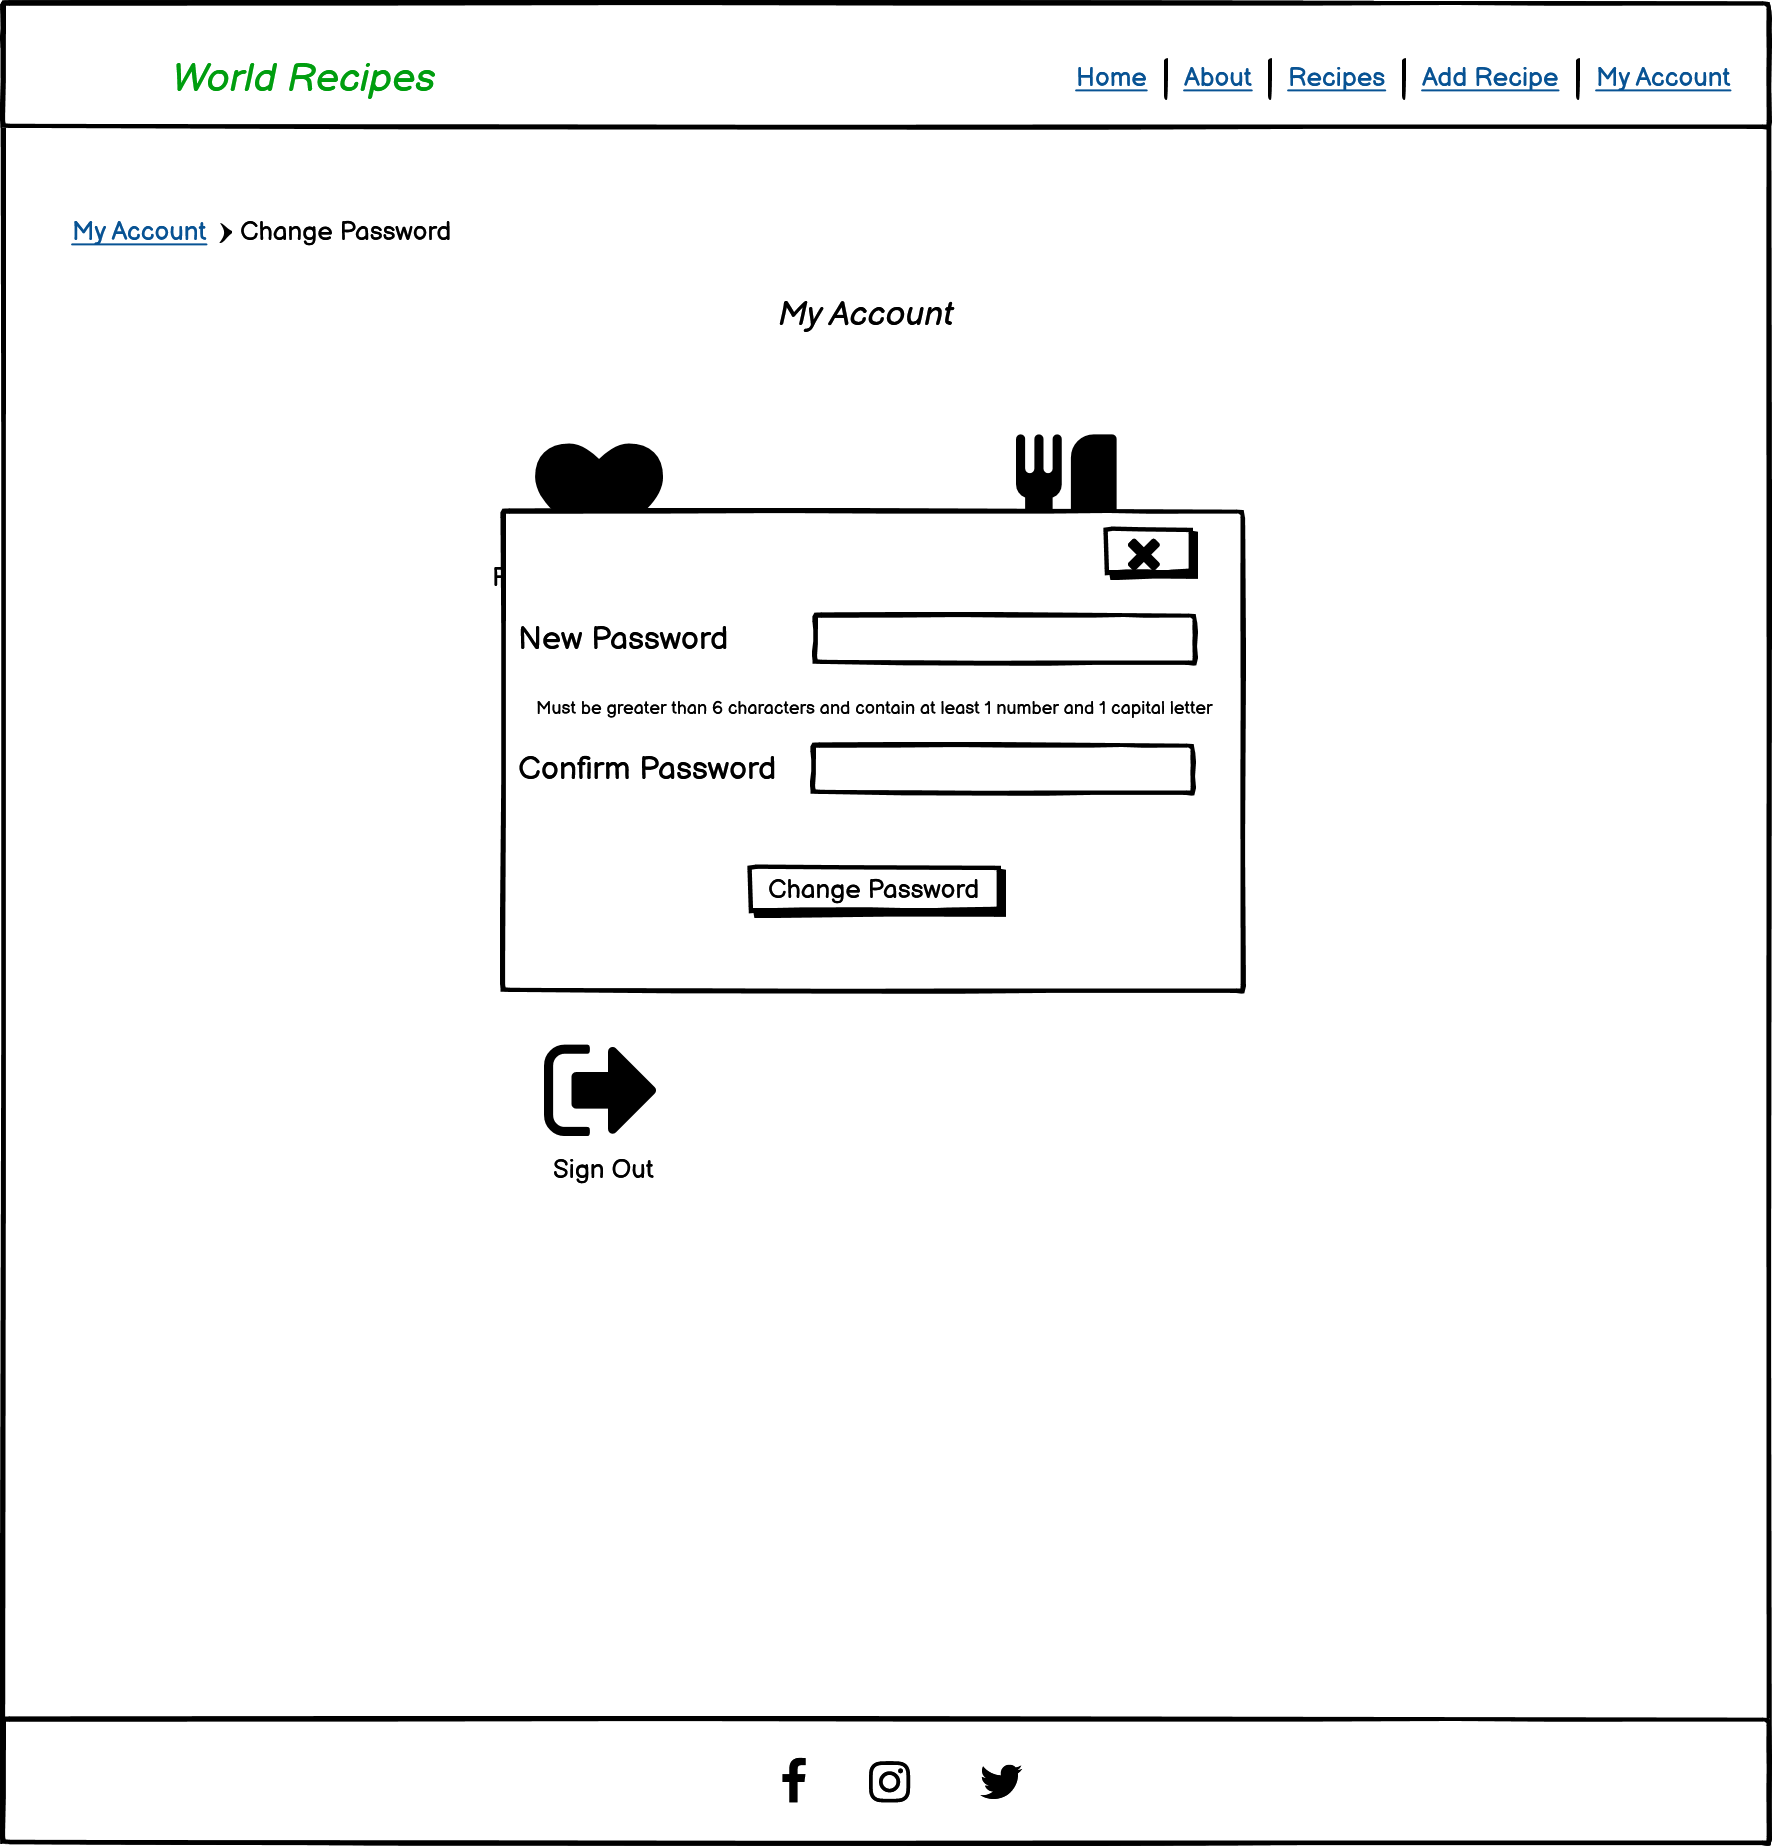 World Recipes
Home About Recipes Add Recipe My Account
My Account Change Password
My Account
New Password
Must be greater than 6 characters and contain at least 1 number and 1 capital letter
Confirm Password
Change Password
Sign Out